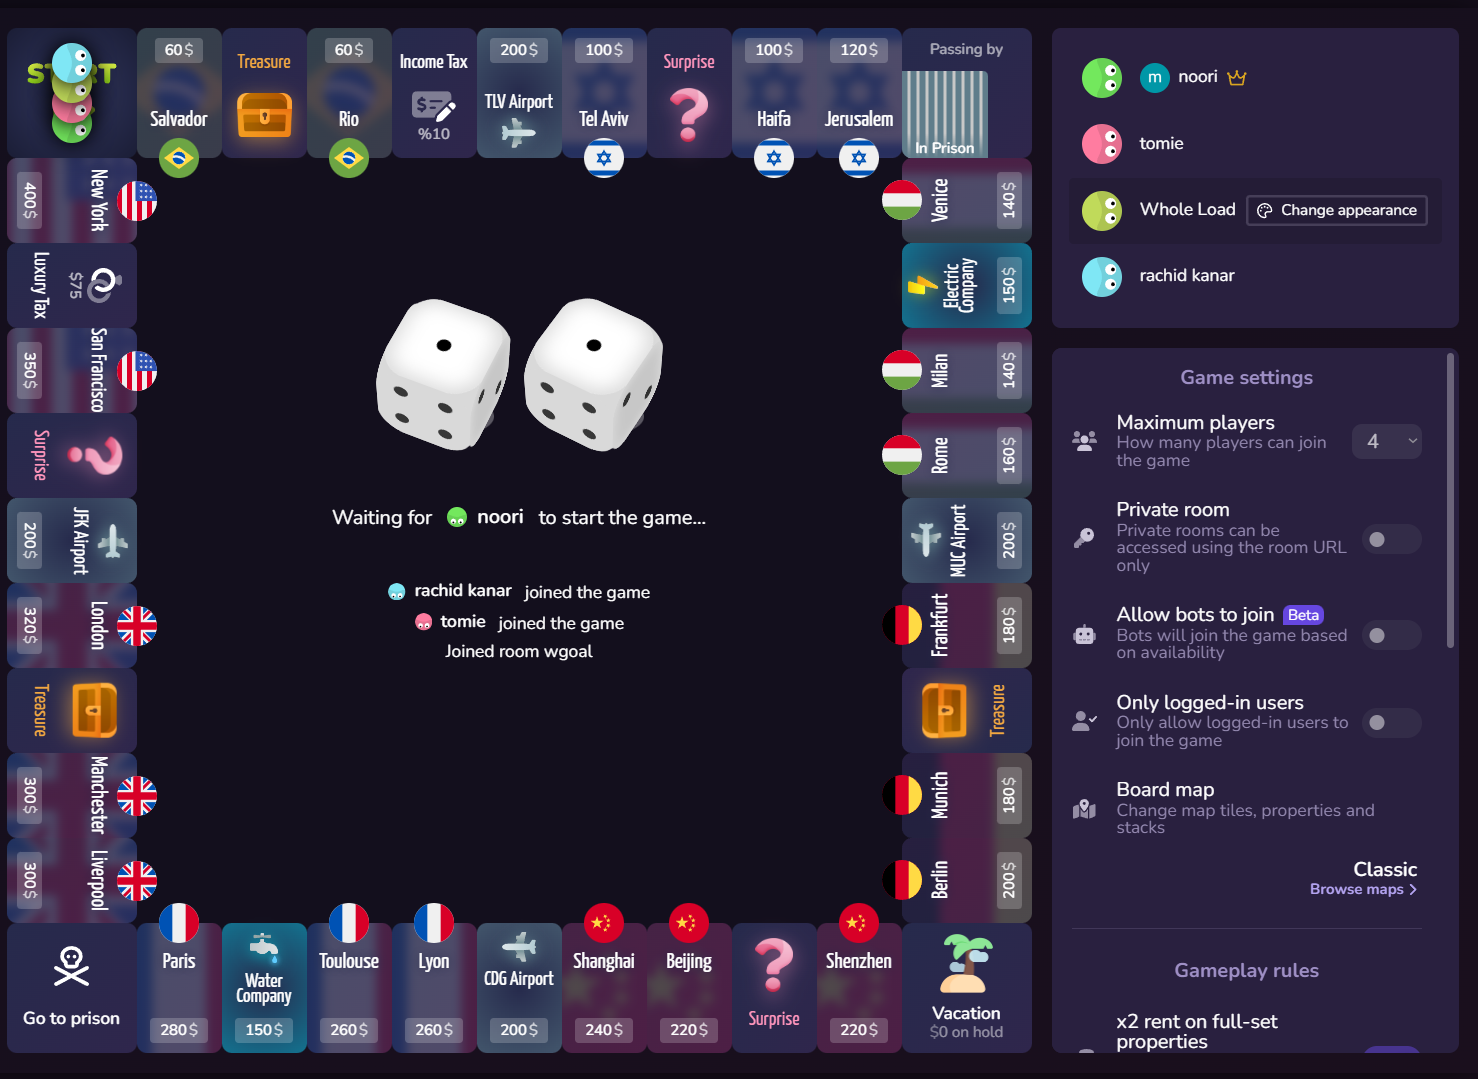 START
60$
Salvador
Treasure
60$
Rio
Income Tax
%10
200$
TLV Airport
100$
Tel Aviv
Surprise
100$
Haifa
120$
Jerusalem
Passing by
In Prison
Venice
140$
Electric
Company
150$
Milan
140$
Rome
160$
MUC Airport
200$
Frankfurt
180$
Treasure
Munich
180$
Berlin
200$
Vacation
$0 on hold
Shenzhen
220$
Surprise
Beijing
220$
Shanghai
240$
CDG Airport
200$
Lyon
260$
Toulouse
260$
Water
Company
150$
Paris
280$
Go to prison
Liverpool
300$
Manchester
300$
Treasure
London
320$
JFK Airport
200$
Surprise
San Francisco
350$
Luxury Tax
$75
New York
400$
Waiting for noori to start the game...
rachid kanar joined the game
tomie joined the game
Joined room wgoal
m noori
tomie
Whole Load Change appearance
rachid kanar
Game settings
Maximum players
How many players can join
the game
4
Private room
Private rooms can be
accessed using the room URL
only
Allow bots to join Beta
Bots will join the game based
on availability
Only logged-in users
Only allow logged-in users to
join the game
Board map
Change map tiles, properties and
stacks
Classic
Browse maps
Gameplay rules
x2 rent on full-set
properties